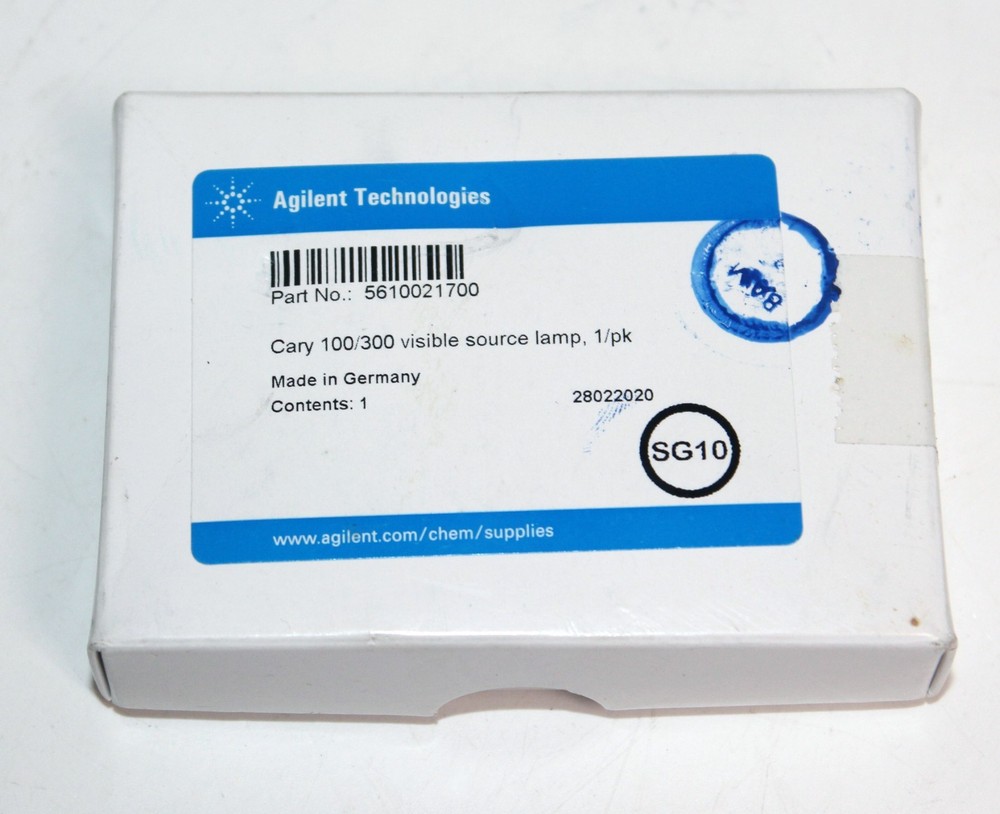 Agilent Technologies
Part No.: 5610021700
Cary 100/300 visible source lamp, 1/pk
Made in Germany
Contents: 1
28022020
SG10
www.agilent.com/chem/supplies